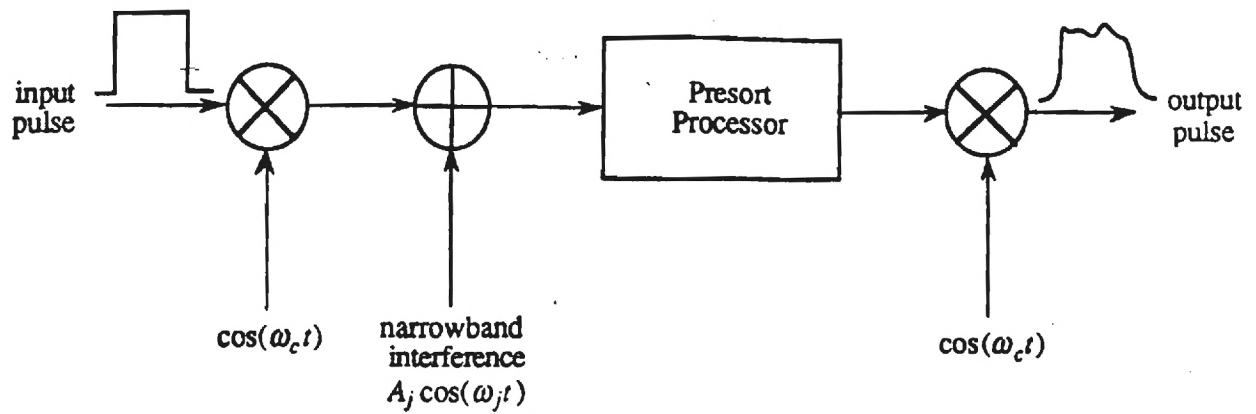 input
pulse
Presort
Processor
output
pulse
cos(ω_c t)
narrowband
interference
A_j cos(ω_j t)
cos(ω_c t)